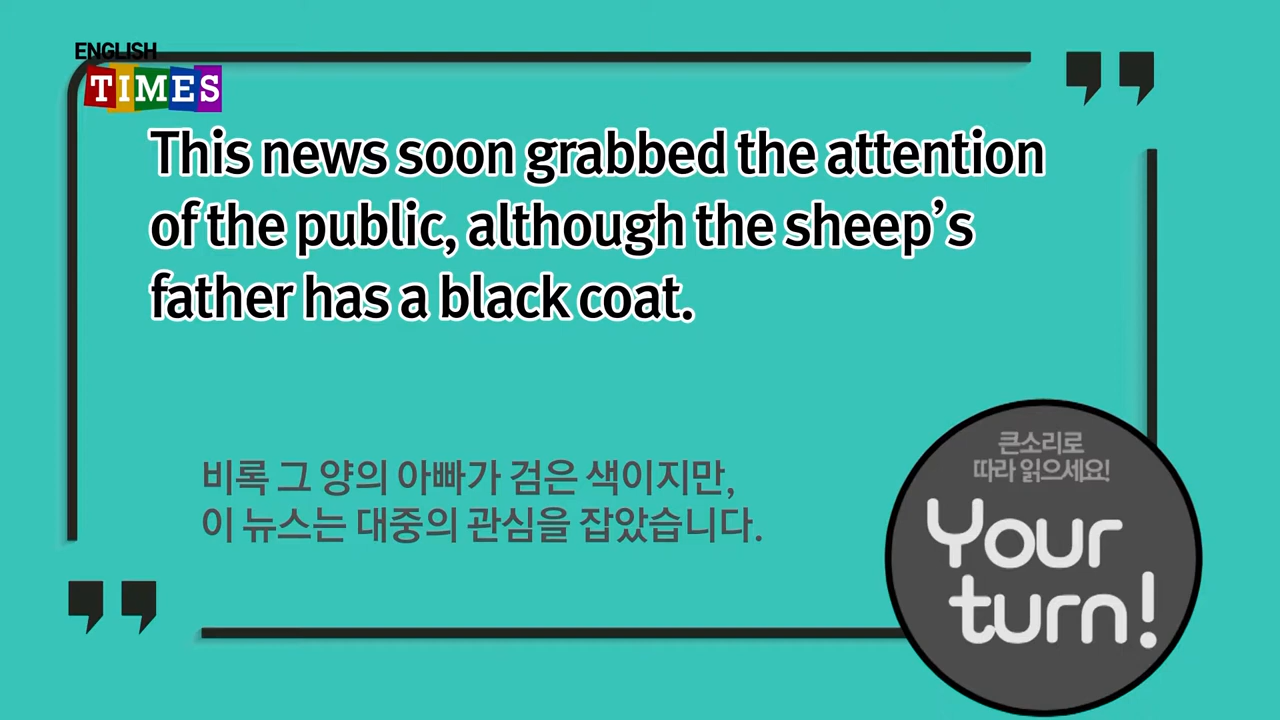 ENGLISH
TIMES
This news soon grabbed the attention
of the public, although the sheep’s
father has a black coat.
비록 그 양의 아빠가 검은 색이지만,
이 뉴스는 대중의 관심을 잡았습니다.
큰소리로
따라 읽으세요!
Your
turn!